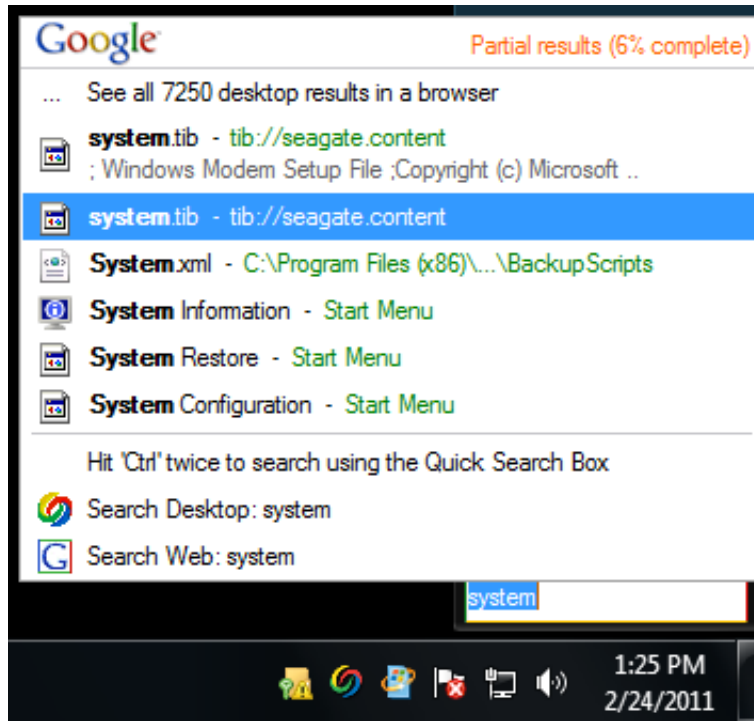 Google
Partial results (6% complete)
... See all 7250 desktop results in a browser
system.tib - tib://seagate.content
; Windows Modem Setup File ;Copyright (c) Microsoft ..
system.tib - tib://seagate.content
System.xml - C:\Program Files (x86)\...\BackupScripts
System Information - Start Menu
System Restore - Start Menu
System Configuration - Start Menu
Hit 'Ctrl' twice to search using the Quick Search Box
Search Desktop: system
G Search Web: system
system
1:25 PM
2/24/2011